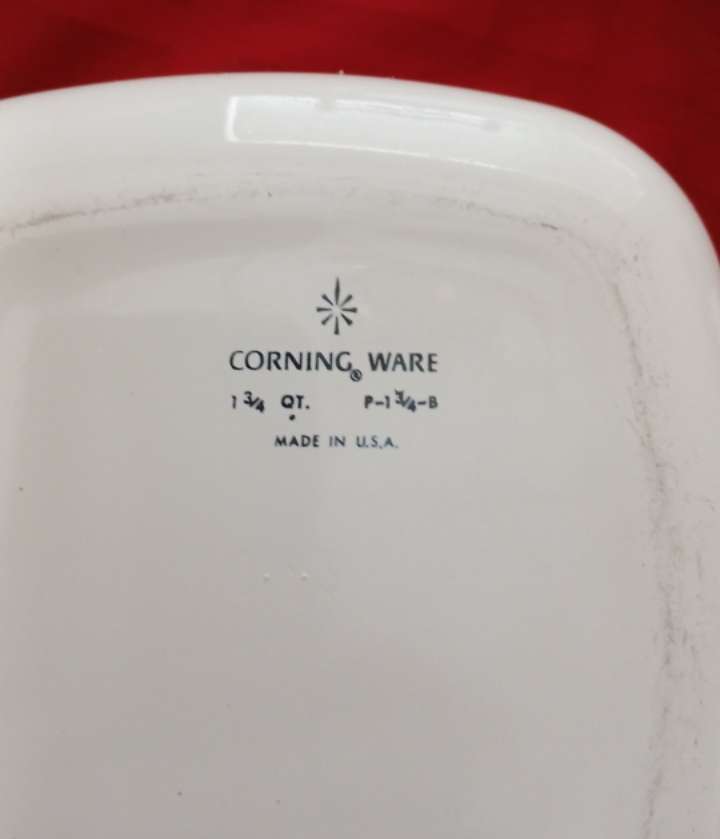 CORNING® WARE
1 3/4 QT. P-1 3/4-B
MADE IN U.S.A.